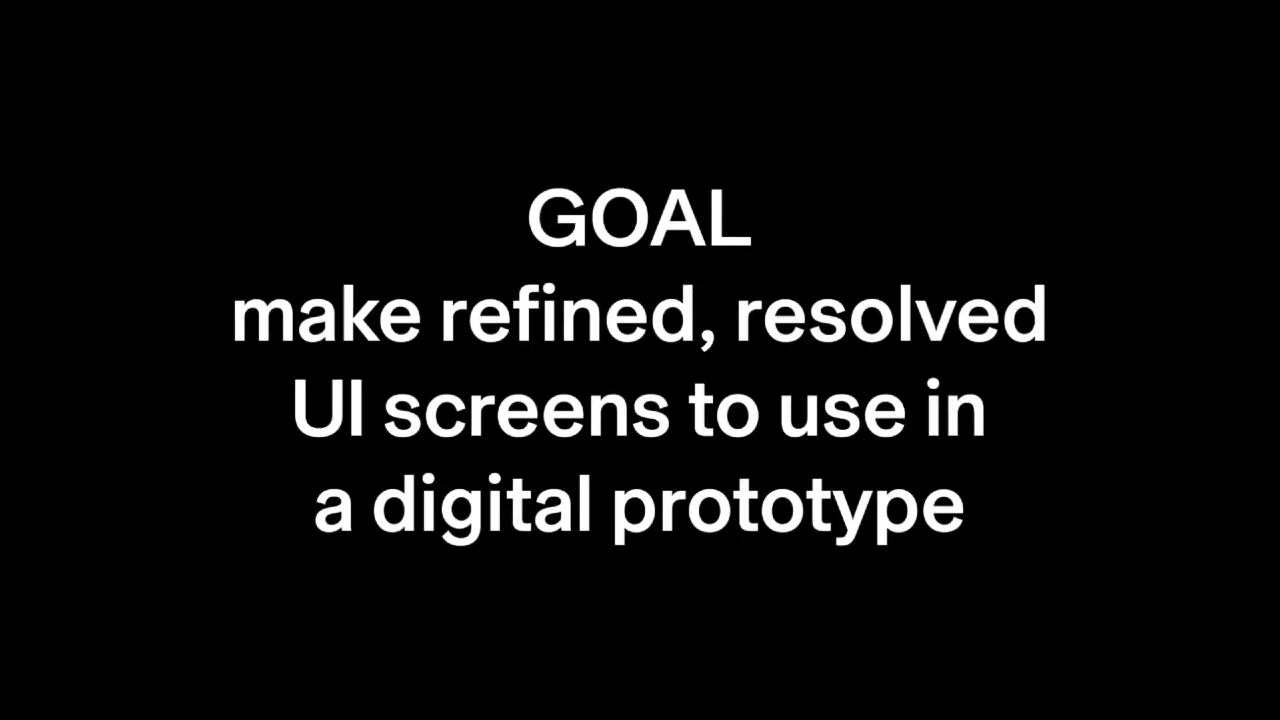 GOAL
make refined, resolved
UI screens to use in
a digital prototype